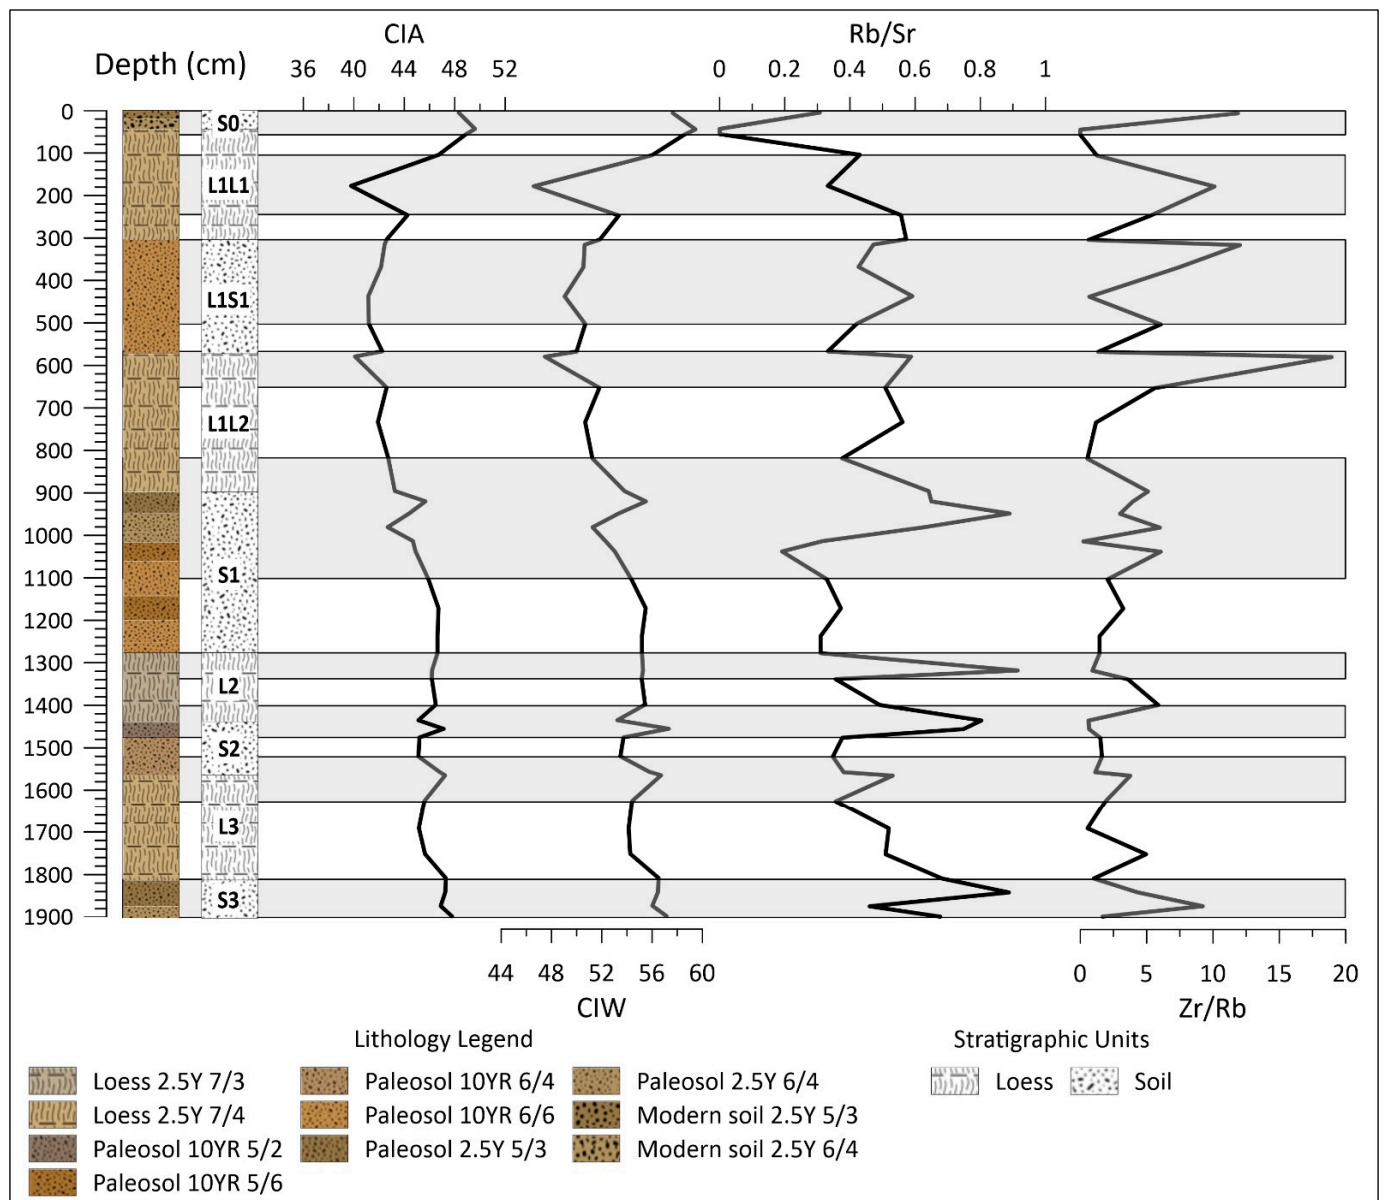 CIA
Rb/Sr
Depth (cm)
36 40 44 48 52
0 0.2 0.4 0.6 0.8 1
0
100
200
300
400
500
600
700
800
900
1000
1100
1200
1300
1400
1500
1600
1700
1800
1900
S0
L1L1
L1S1
L1L2
S1
L2
S2
L3
S3
44 48 52 56 60
CIW
0 5 10 15 20
Zr/Rb
Lithology Legend
Loess 2.5Y 7/3
Loess 2.5Y 7/4
Paleosol 10YR 5/2
Paleosol 10YR 5/6
Paleosol 10YR 6/4
Paleosol 10YR 6/6
Paleosol 2.5Y 5/3
Paleosol 2.5Y 6/4
Modern soil 2.5Y 5/3
Modern soil 2.5Y 6/4
Stratigraphic Units
Loess
Soil